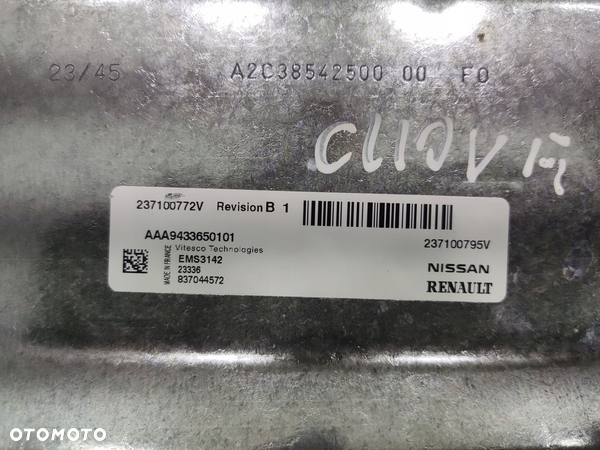 23/45 A2C38542500 00 F0
CLIO V
237100772V Revision B 1
AAA9433650101 237100795V
Vitesco Technologies
MADE IN FRANCE
EMS3142
23336
837044572
NISSAN
RENAULT
OTOMOTO